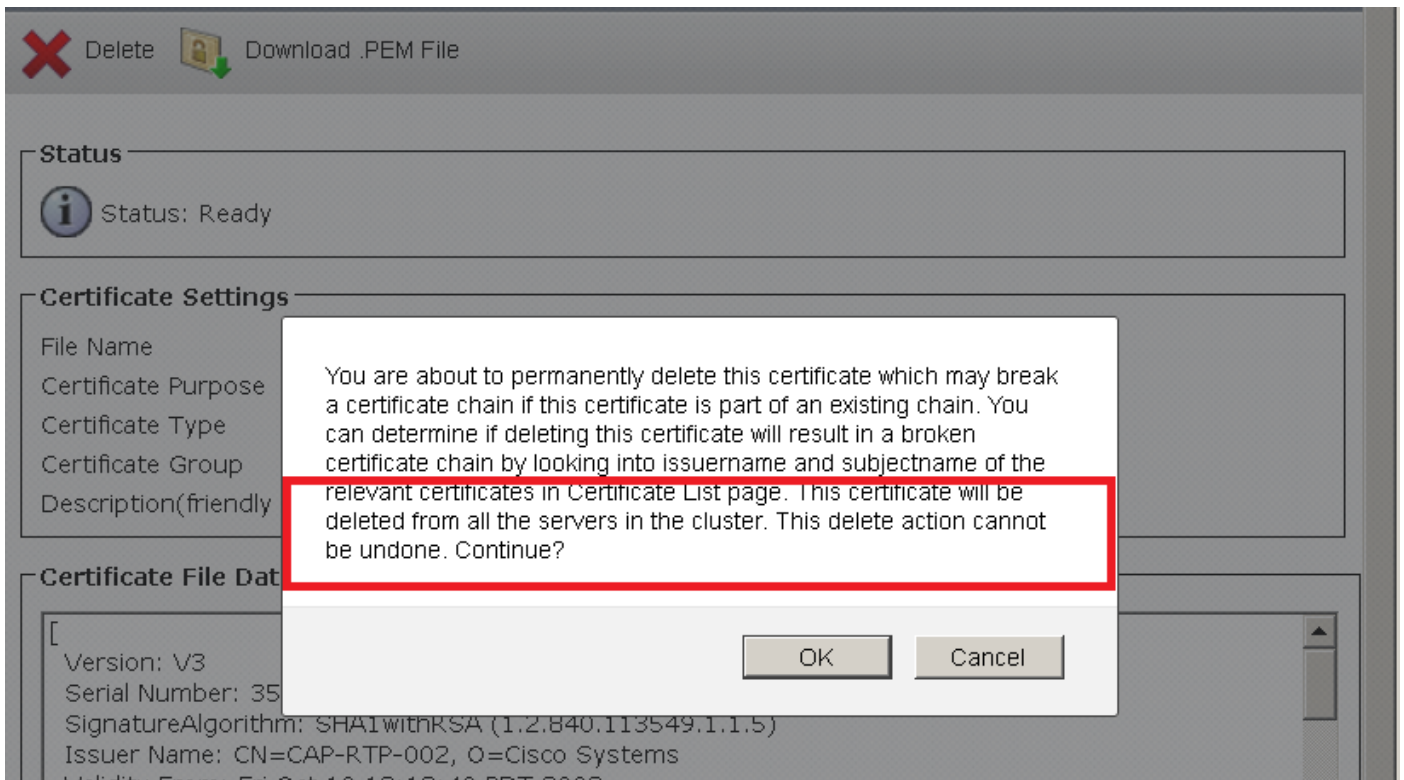 Delete Download .PEM File
Status
Status: Ready
Certificate Settings
File Name
Certificate Purpose
Certificate Type
Certificate Group
Description(friendly
You are about to permanently delete this certificate which may break
a certificate chain if this certificate is part of an existing chain. You
can determine if deleting this certificate will result in a broken
certificate chain by looking into issuername and subjectname of the
relevant certificates in Certificate List page. This certificate will be
deleted from all the servers in the cluster. This delete action cannot
be undone. Continue?
OK Cancel
Certificate File Dat
[
Version: V3
Serial Number: 35
SignatureAlgorithm: SHA1withRSA (1.2.840.113549.1.1.5)
Issuer Name: CN=CAP-RTP-002, O=Cisco Systems